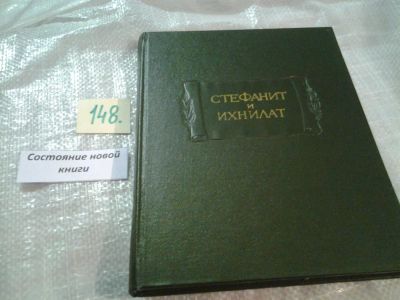 СТЕФАНИТ
и
ИХНИЛАТ
148.
Состояние новой
книги